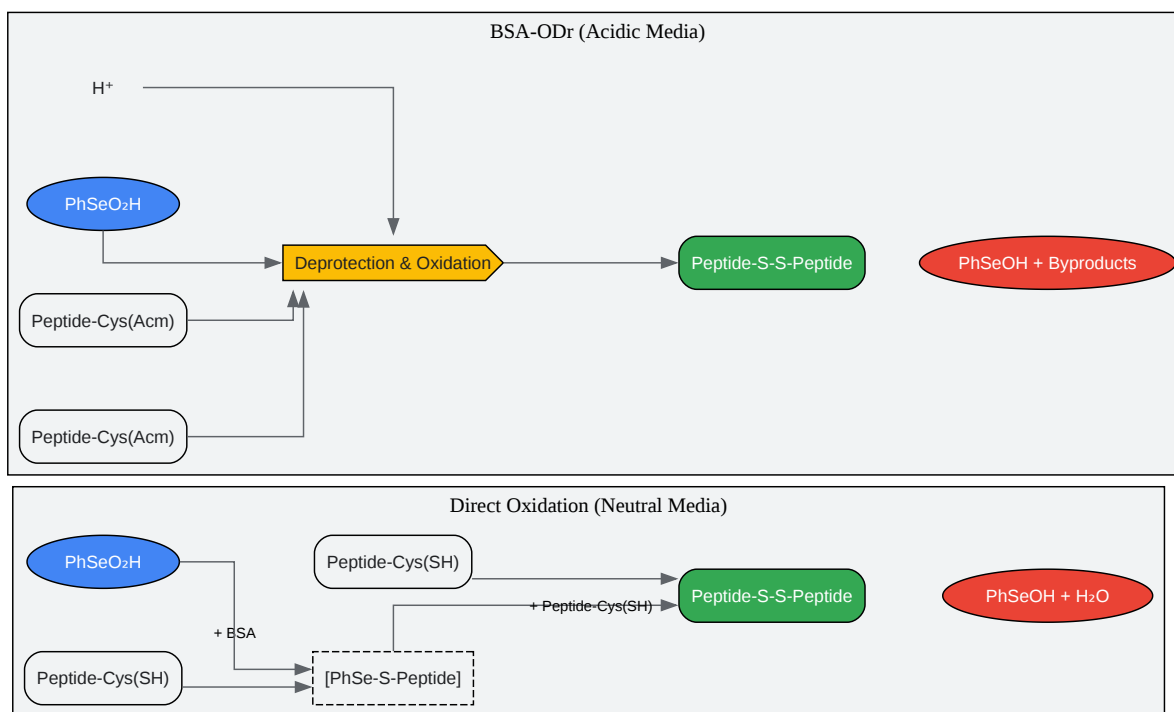 BSA-ODr (Acidic Media)
H⁺
PhSeO₂H
Deprotection & Oxidation
Peptide-S-S-Peptide
PhSeOH + Byproducts
Peptide-Cys(Acm)
Peptide-Cys(Acm)
Direct Oxidation (Neutral Media)
PhSeO₂H
Peptide-Cys(SH)
Peptide-S-S-Peptide
PhSeOH + H₂O
+ Peptide-Cys(SH)
+ BSA
Peptide-Cys(SH)
[PhSe-S-Peptide]